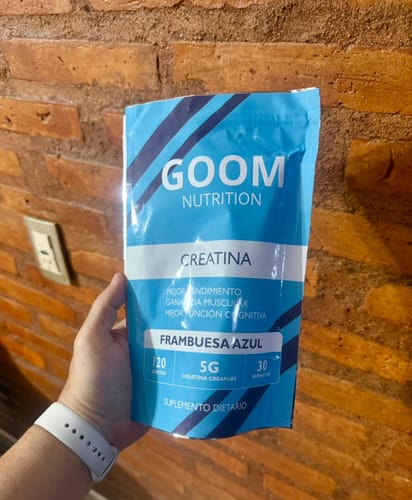 GOOM
NUTRITION
CREATINA
MEJOR RENDIMIENTO
GANANCIA MUSCULAR
MEJOR FUNCIÓN COGNITIVA
FRAMBUESA AZUL
120 5G 30
CREATINA CREAPURE SERVICIOS
SUPLEMENTO DIETARIO